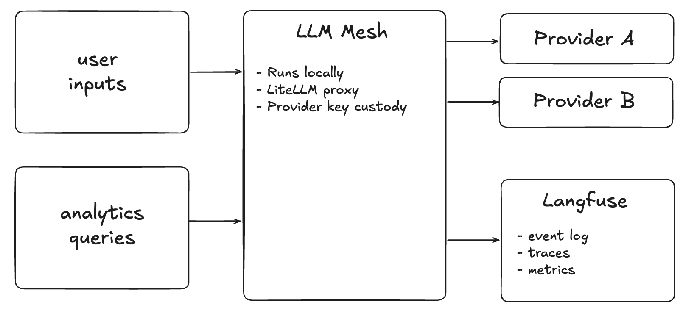 user
inputs
LLM Mesh
- Runs locally
- LiteLLM proxy
- Provider key custody
Provider A
Provider B
analytics
queries
Langfuse
- event log
- traces
- metrics